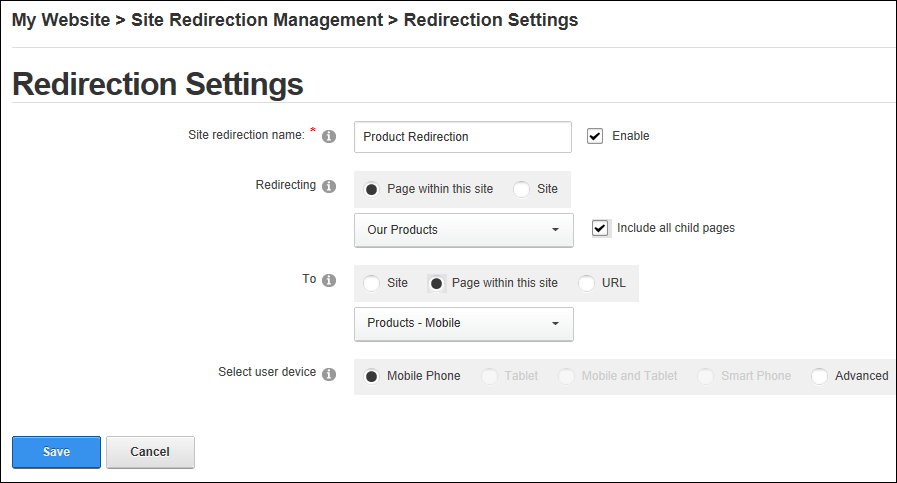 My Website > Site Redirection Management > Redirection Settings
Redirection Settings
Site redirection name: * Product Redirection Enable
Redirecting Page within this site Site
Our Products Include all child pages
To Site Page within this site URL
Products - Mobile
Select user device Mobile Phone Tablet Mobile and Tablet Smart Phone Advanced
Save Cancel